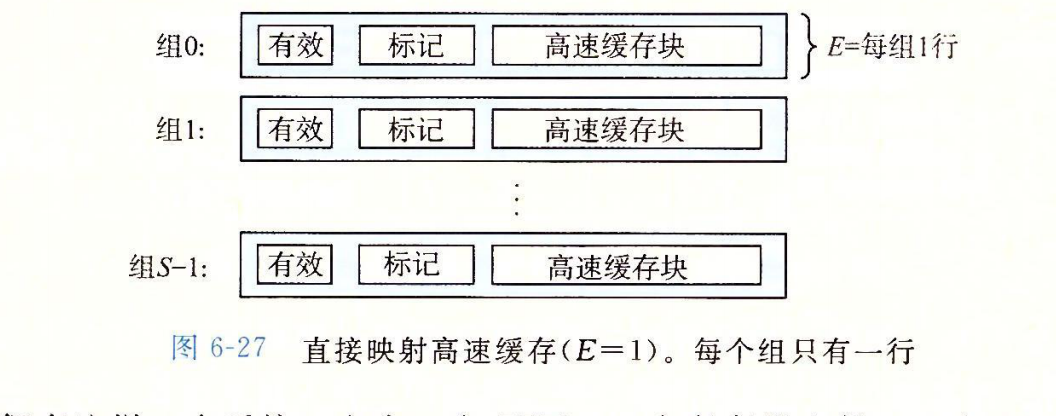 组0: 有效 标记 高速缓存块 E=每组1行
组1: 有效 标记 高速缓存块
⋮
组S-1: 有效 标记 高速缓存块
图 6-27 直接映射高速缓存(E=1)。每个组只有一行